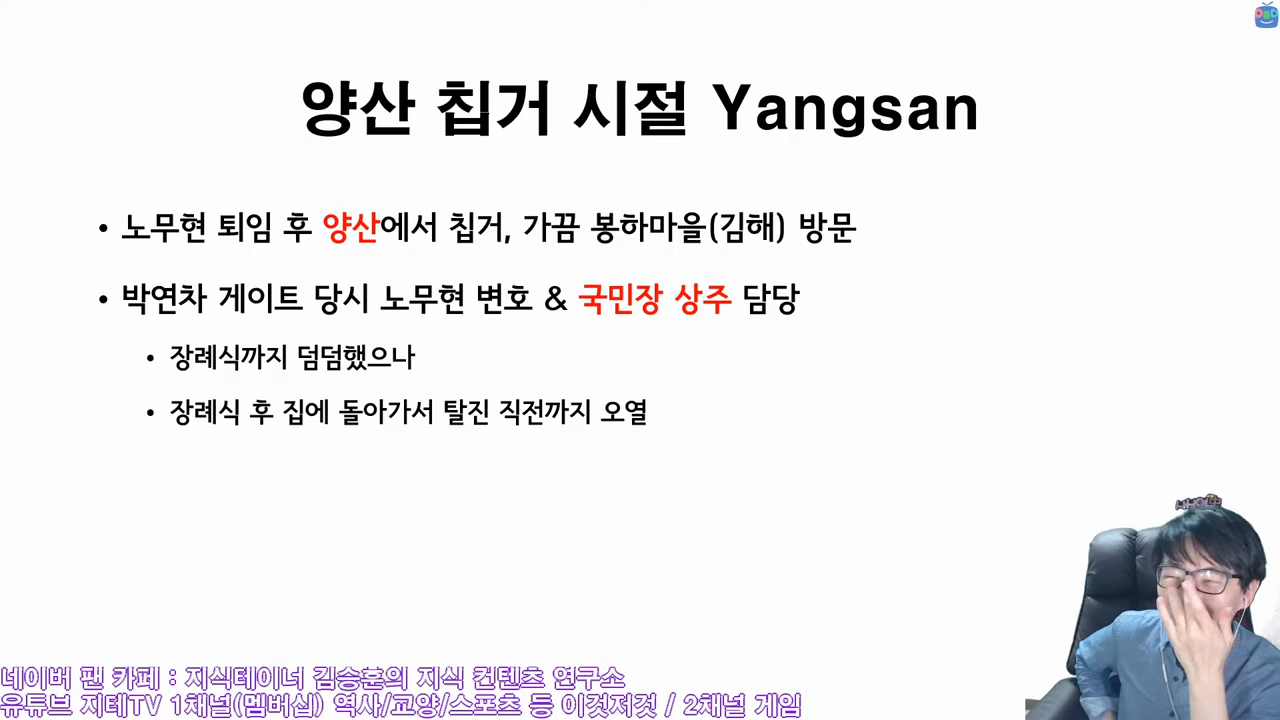 양산 칩거 시절 Yangsan
• 노무현 퇴임 후 양산에서 칩거, 가끔 봉하마을(김해) 방문
• 박연차 게이트 당시 노무현 변호 & 국민장 상주 담당
• 장례식까지 덤덤했으나
• 장례식 후 집에 돌아가서 탈진 직전까지 오열
네이버 팬 카페 : 지식테이너 김승훈의 지식 컨텐츠 연구소
유튜브 지테TV 1채널(멤버십) 역사/교양/스포츠 등 이것저것 / 2채널 게임